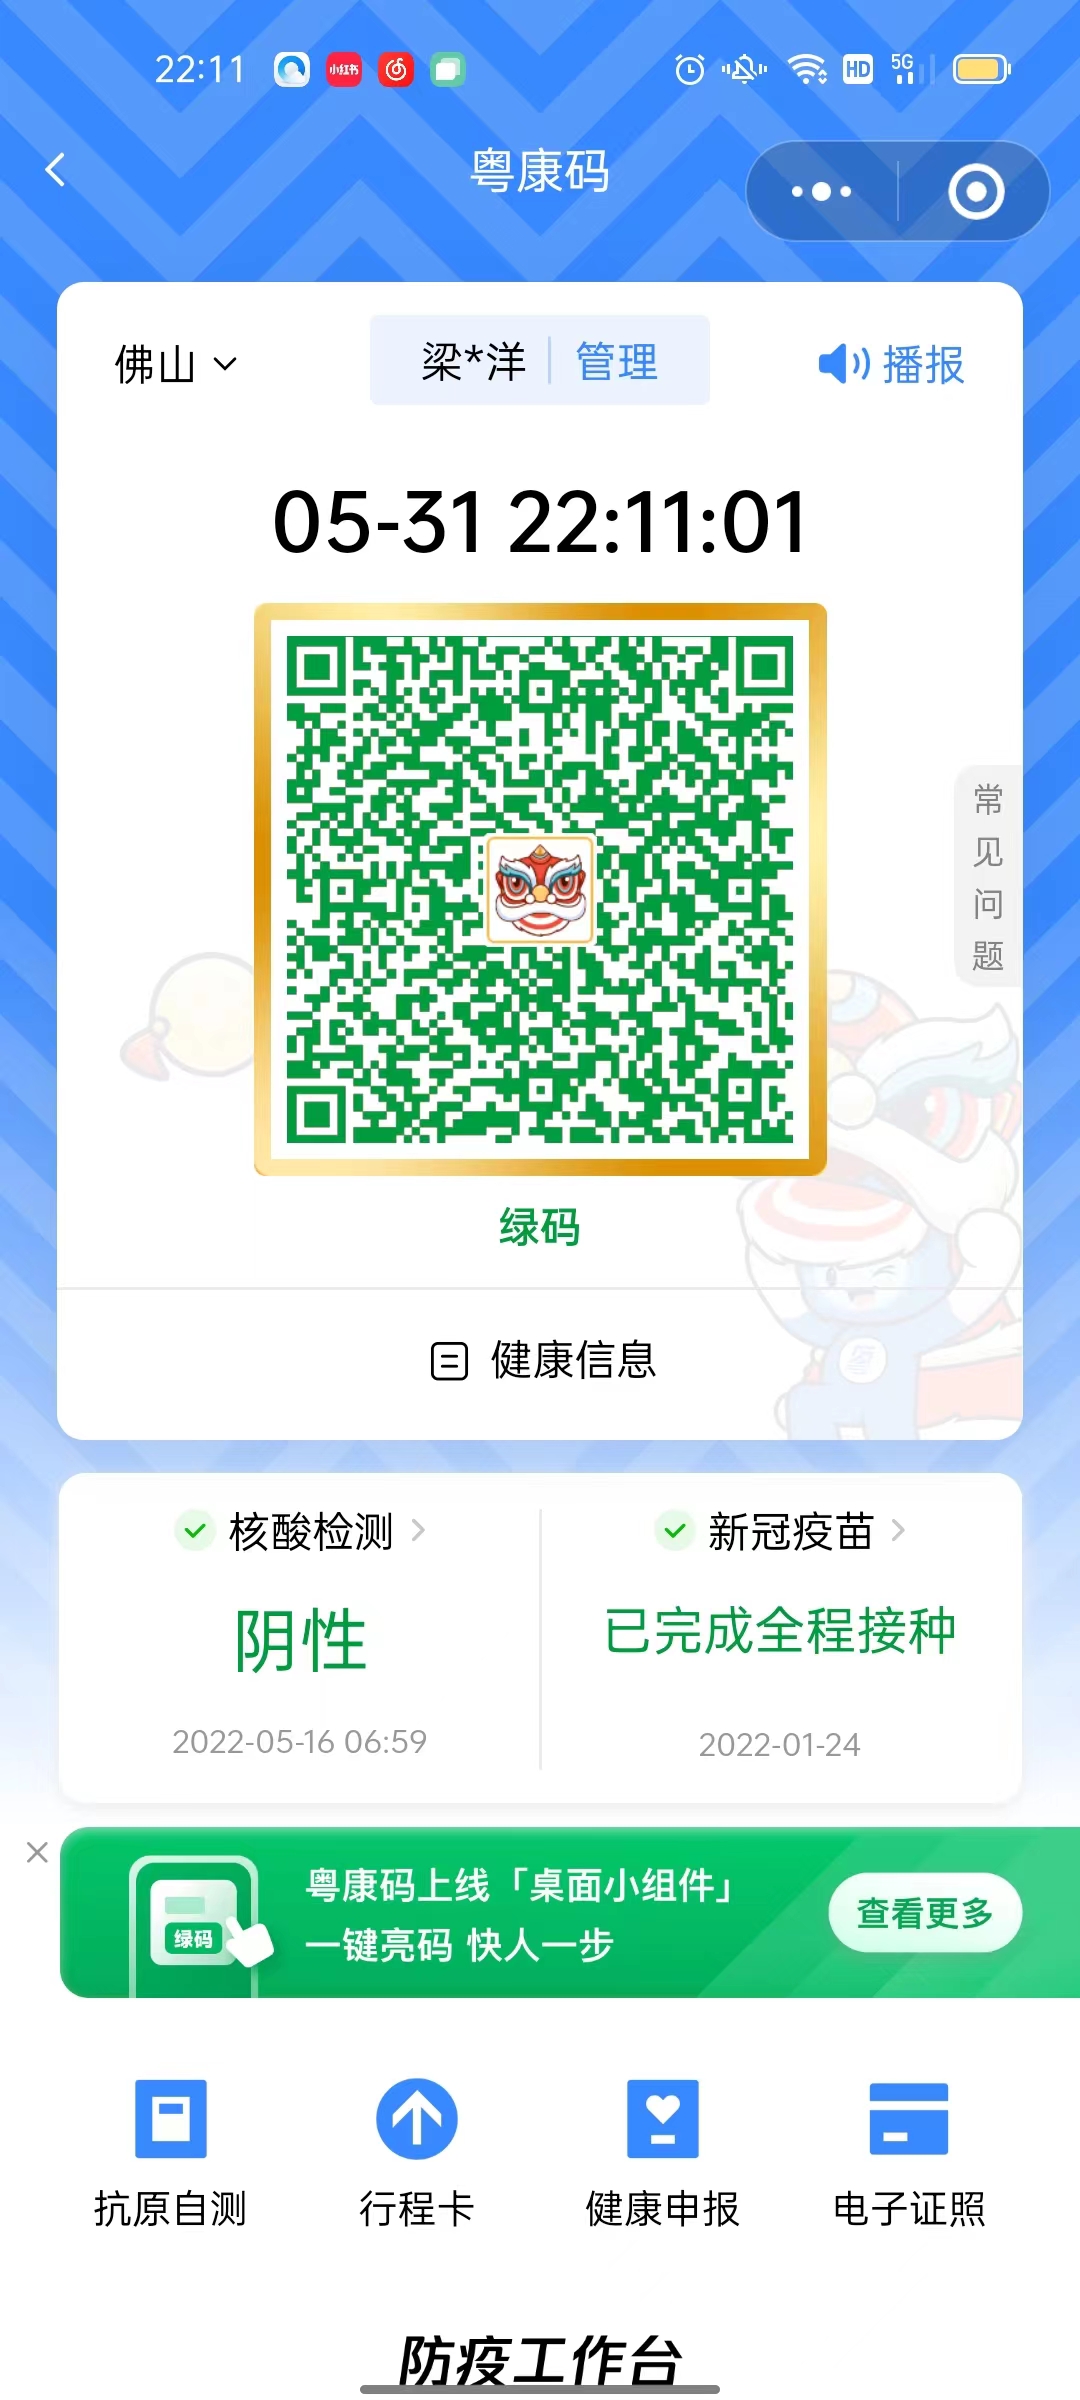 22:11
小红书
HD
5G
粤康码
佛山
梁*洋
管理
播报
05-31 22:11:01
常见问题
绿码
健康信息
核酸检测
新冠疫苗
阴性
已完成全程接种
2022-05-16 06:59
2022-01-24
粤康码上线「桌面小组件」
绿码
一键亮码 快人一步
查看更多
抗原自测
行程卡
健康申报
电子证照
防疫工作台